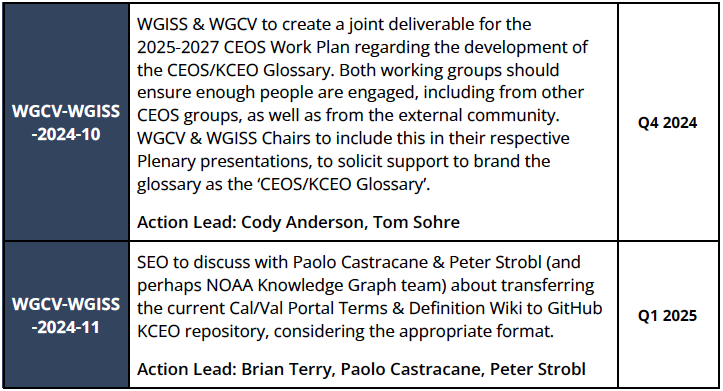 WGCV-WGISS
-2024-10
WGISS & WGCV to create a joint deliverable for the
2025-2027 CEOS Work Plan regarding the development of
the CEOS/KCEO Glossary. Both working groups should
ensure enough people are engaged, including from other
CEOS groups, as well as from the external community.
WGCV & WGISS Chairs to include this in their respective
Plenary presentations, to solicit support to brand the
glossary as the ‘CEOS/KCEO Glossary’.
Action Lead: Cody Anderson, Tom Sohre
Q4 2024
WGCV-WGISS
-2024-11
SEO to discuss with Paolo Castracane & Peter Strobl (and
perhaps NOAA Knowledge Graph team) about transferring
the current Cal/Val Portal Terms & Definition Wiki to GitHub
KCEO repository, considering the appropriate format.
Action Lead: Brian Terry, Paolo Castracane, Peter Strobl
Q1 2025